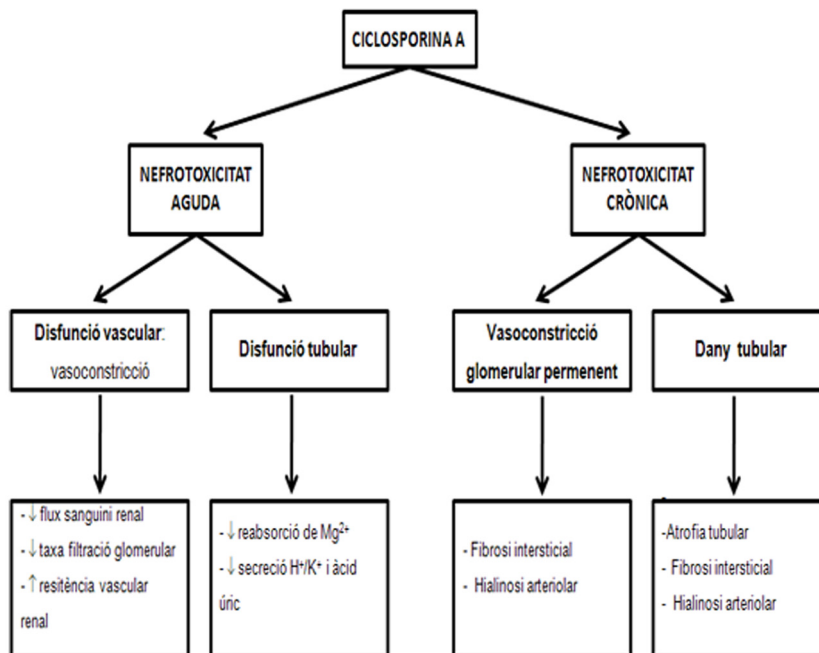 CICLOSPORINA A
NEFROTOXICITAT
AGUDA
NEFROTOXICITAT
CRÒNICA
Disfunció vascular:
vasoconstricció
Disfunció tubular
Vasoconstricció
glomerular permenent
Dany tubular
- ↓ flux sanguini renal
- ↓ taxa filtració glomerular
- ↑ resitència vascular
renal
- ↓ reabsorció de Mg²⁺
- ↓ secreció H⁺/K⁺ i àcid
úric
- Fibrosi intersticial
- Hialinosi arteriolar
-Atrofia tubular
- Fibrosi intersticial
- Hialinosi arteriolar